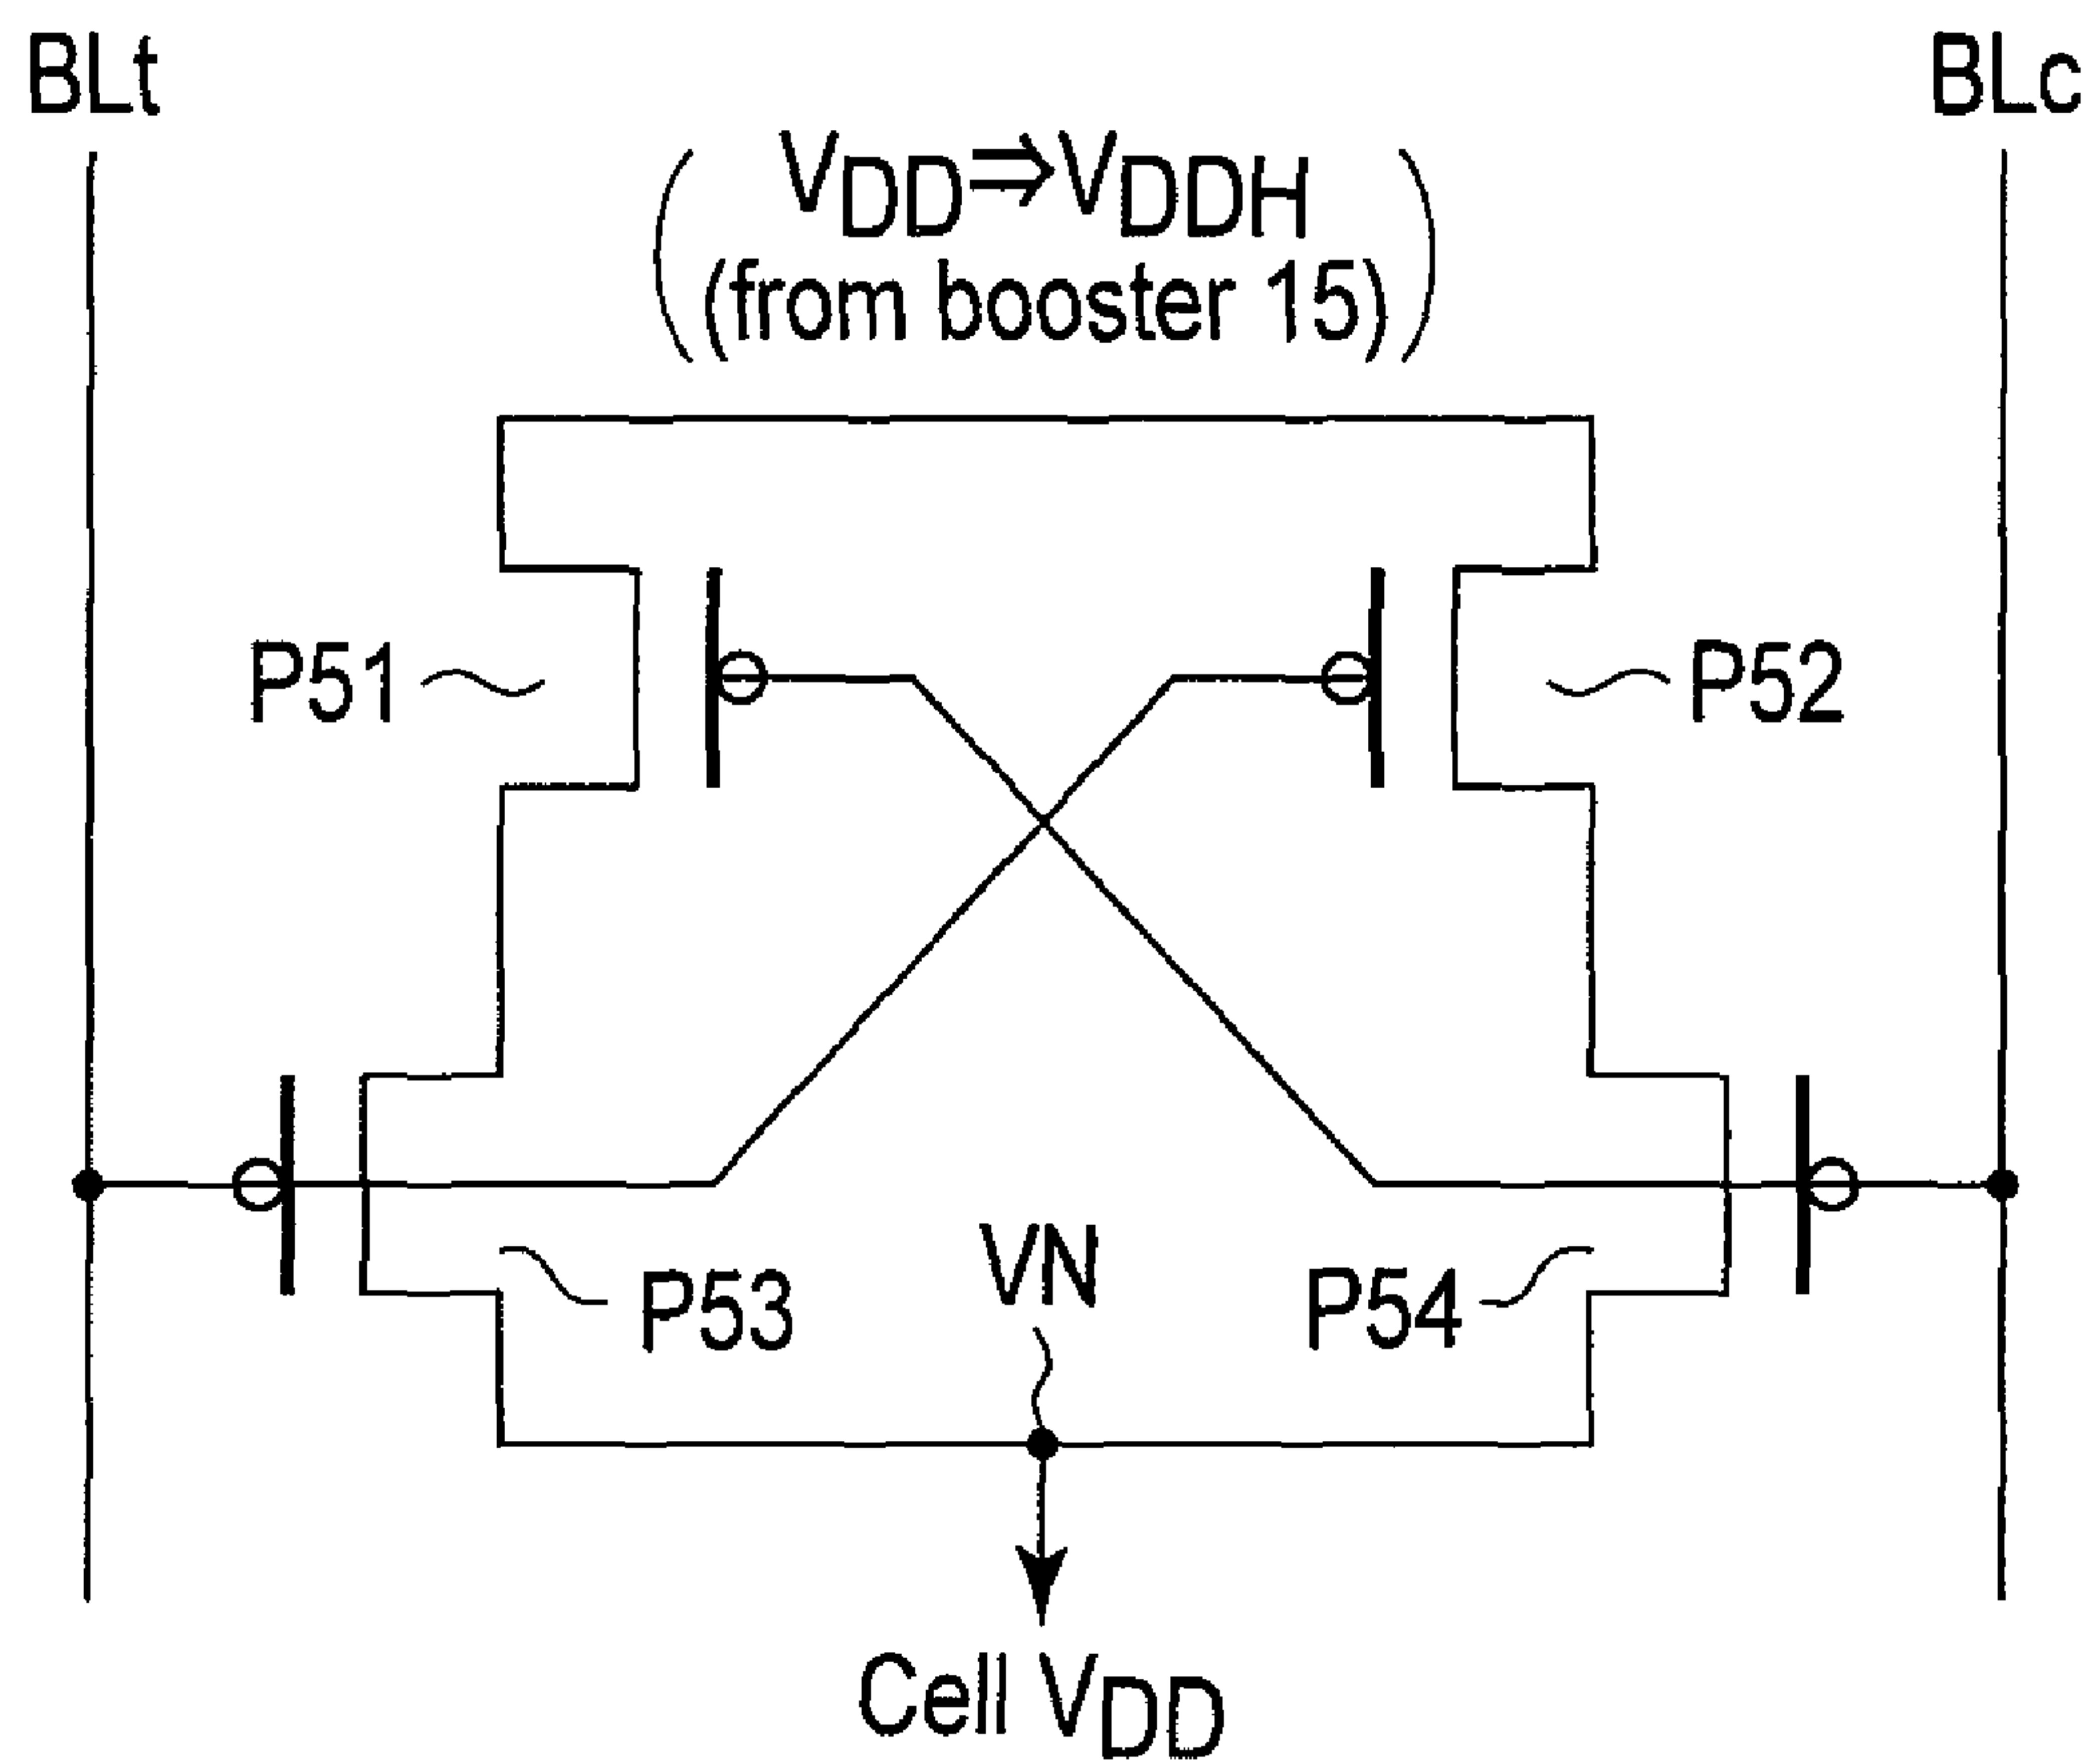 BLt
BLc
VDD⇒VDDH
(from booster 15)
P51
P52
VN
P53
P54
Cell VDD